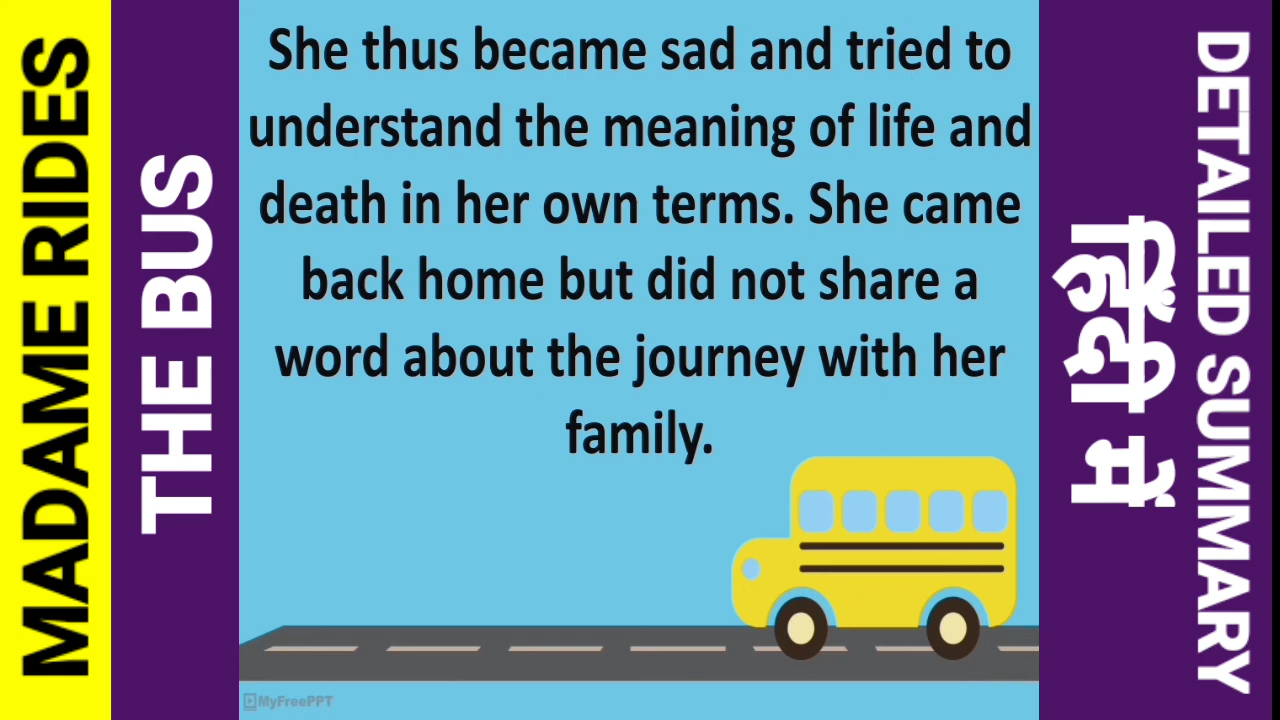 MADAME RIDES
THE BUS
She thus became sad and tried to
understand the meaning of life and
death in her own terms. She came
back home but did not share a
word about the journey with her
family.
MyFreePPT
हिंदी में
DETAILED SUMMARY